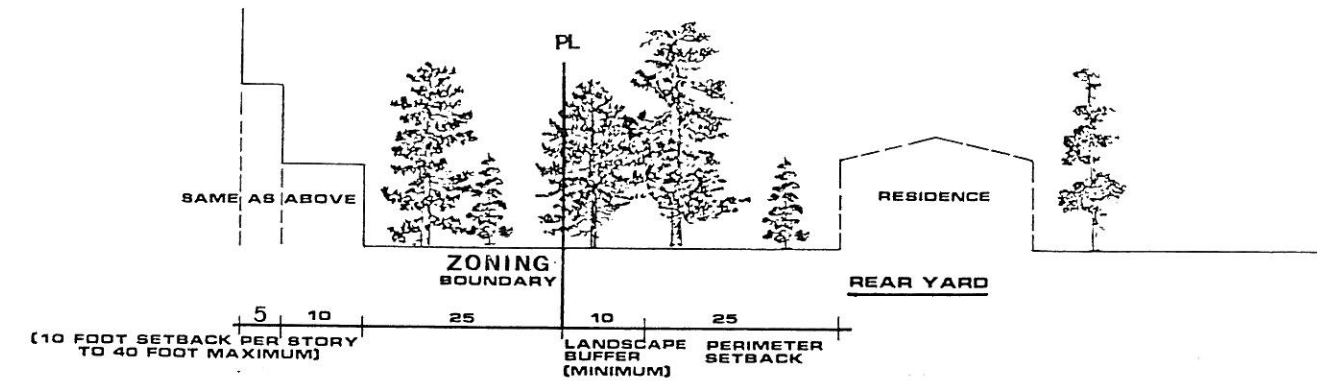 PL
SAME AS ABOVE
RESIDENCE
ZONING
BOUNDARY
REAR YARD
5 10 25 10 25
(10 FOOT SETBACK PER STORY
TO 40 FOOT MAXIMUM)
LANDSCAPE
BUFFER
(MINIMUM)
PERIMETER
SETBACK